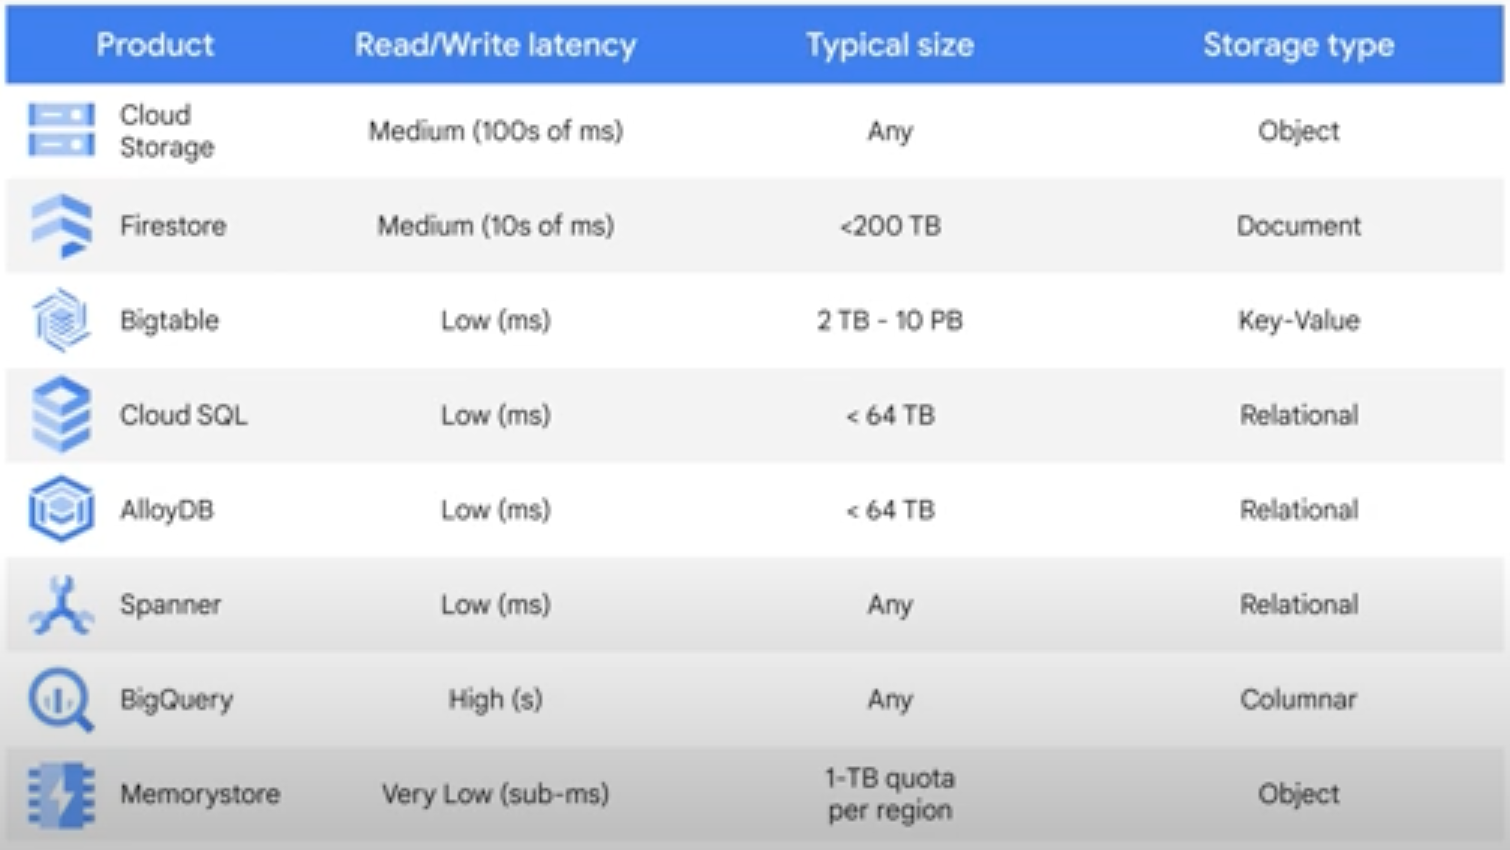 Product Read/Write latency Typical size Storage type
Cloud
Storage
Medium (100s of ms) Any Object
Firestore Medium (10s of ms) <200 TB Document
Bigtable Low (ms) 2 TB - 10 PB Key-Value
Cloud SQL Low (ms) < 64 TB Relational
AlloyDB Low (ms) < 64 TB Relational
Spanner Low (ms) Any Relational
BigQuery High (s) Any Columnar
Memorystore Very Low (sub-ms) 1-TB quota
per region
Object